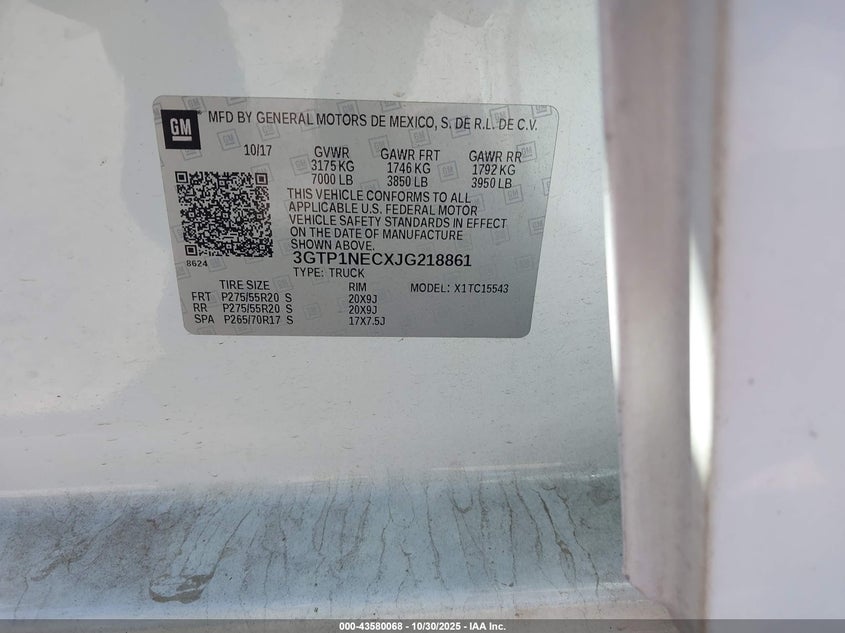 GM
MFD BY GENERAL MOTORS DE MEXICO, S. DE R.L. DE C.V.
10/17 GVWR GAWR FRT GAWR RR
3175 KG 1746 KG 1792 KG
7000 LB 3850 LB 3950 LB
THIS VEHICLE CONFORMS TO ALL
APPLICABLE U.S. FEDERAL MOTOR
VEHICLE SAFETY STANDARDS IN EFFECT
ON THE DATE OF MANUFACTURE
SHOWN ABOVE.
8624
3GTP1NECXJG218861
TYPE: TRUCK
TIRE SIZE RIM MODEL: X1TC15543
FRT P275/55R20 S 20X9J
RR P275/55R20 S 20X9J
SPA P265/70R17 S 17X7.5J
000-43580068 | 10/30/2025 - IAA Inc.